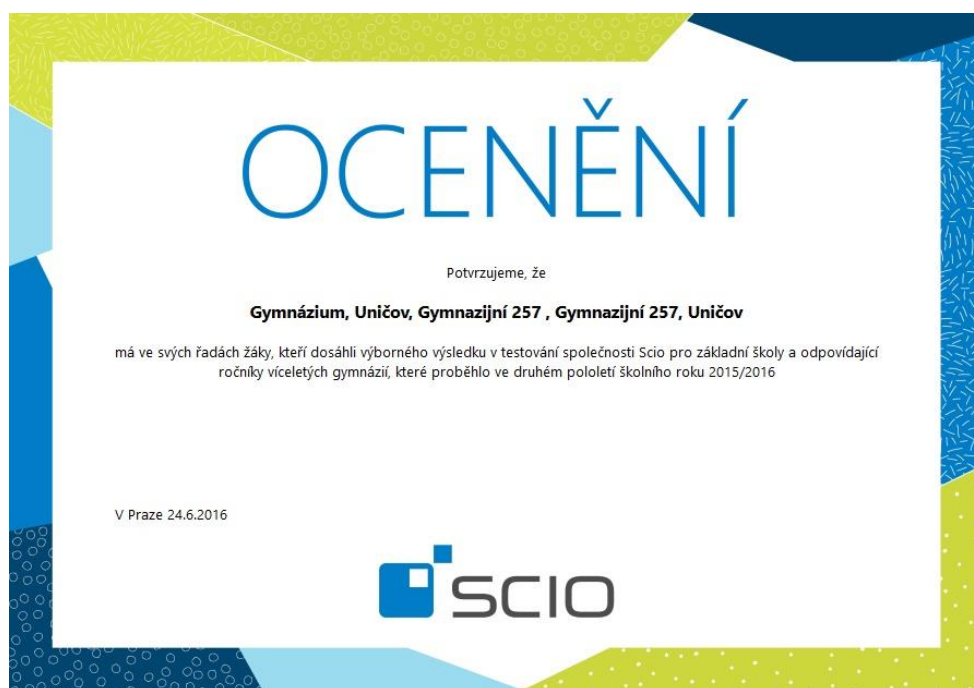 OCENĚNÍ
Potvrzujeme, že
Gymnázium, Uničov, Gymnazijní 257 , Gymnazijní 257, Uničov
má ve svých řadách žáky, kteří dosáhli výborného výsledku v testování společnosti Scio pro základní školy a odpovídající
ročníky víceletých gymnázií, které proběhlo ve druhém pololetí školního roku 2015/2016
V Praze 24.6.2016
SCIO